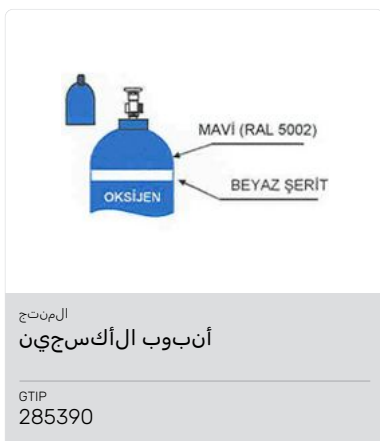 MAVİ (RAL 5002)
BEYAZ ŞERİT
OKSİJEN
المنتج
أنبوب الأكسجين
GTIP
285390